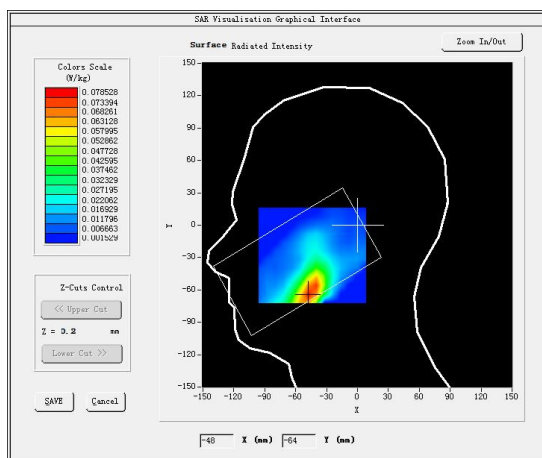 SAR Visualisation Graphical Interface
Surface Radiated Intensity
Zoom In/Out
Colors Scale
(W/kg)
0.078528
0.073394
0.068261
0.063128
0.057995
0.052862
0.047728
0.042595
0.037462
0.032329
0.027195
0.022062
0.016929
0.011796
0.006663
0.001529
Z-Cuts Control
<< Upper Cut
Z = 0.2 mm
Lower Cut >>
SAVE
Cancel
150
120
90
60
30
0
-30
-60
-90
-120
-150
Y
-150 -120 -90 -60 -30 0 30 60 90 120 150
X
-48 X (mm) -64 Y (mm)